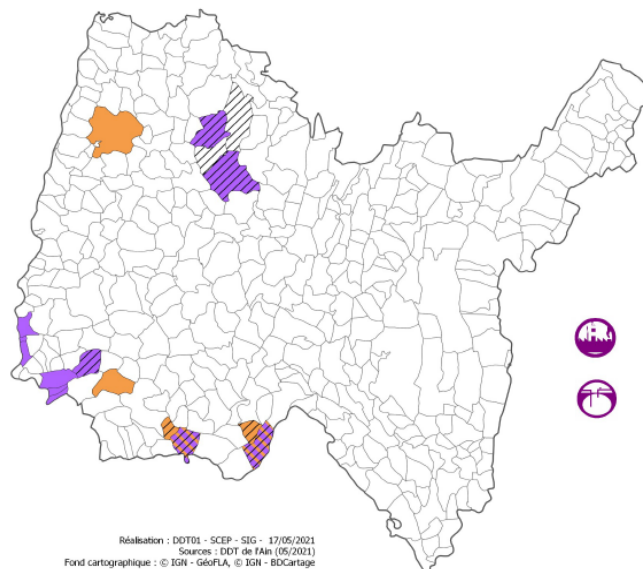 Réalisation : DDT01 - SCEP - SIG - 17/05/2021
Sources : DDT de l'Ain (05/2021)
Fond cartographique : © IGN - GéoFLA, © IGN - BDCartage